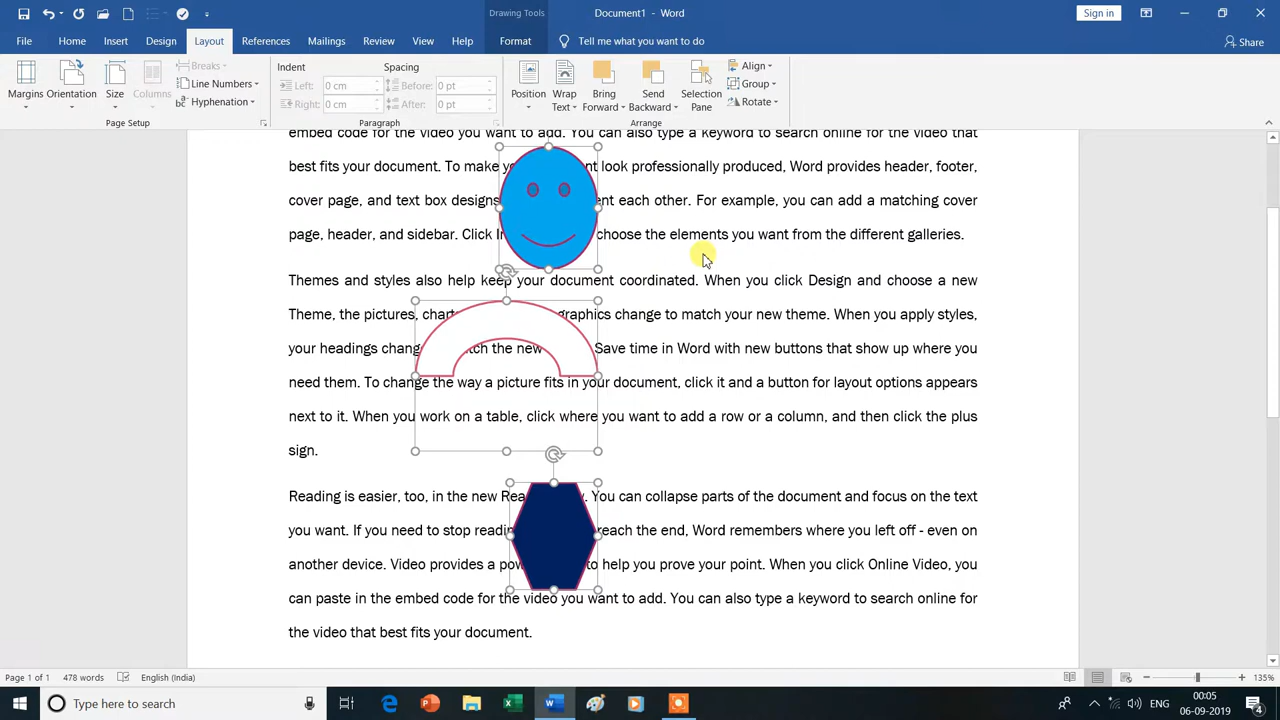 Drawing Tools
Document1 - Word
Sign in
File Home Insert Design Layout References Mailings Review View Help Format Tell me what you want to do Share
Margins Orientation Size Columns
Breaks
Line Numbers
Hyphenation
Page Setup
Indent Spacing
Left: 0 cm Before: 0 pt
Right: 0 cm After: 0 pt
Paragraph
Position Wrap Text Bring Forward Send Backward Selection Pane
Align
Group
Rotate
Arrange
embed code for the video you want to add. You can also type a keyword to search online for the video that
best fits your document. To make look professionally produced, Word provides header, footer,
cover page, and text box designs each other. For example, you can add a matching cover
page, header, and sidebar. Click choose the elements you want from the different galleries.
Themes and styles also help keep your document coordinated. When you click Design and choose a new
Theme, the pictures, graphics change to match your new theme. When you apply styles,
your headings the new Save time in Word with new buttons that show up where you
need them. To change the way a picture fits in your document, click it and a button for layout options appears
next to it. When you work on a table, click where you want to add a row or a column, and then click the plus
sign.
Reading is easier, too, in the new You can collapse parts of the document and focus on the text
you want. If you need to stop reach the end, Word remembers where you left off - even on
another device. Video provides a to help you prove your point. When you click Online Video, you
can paste in the embed code for the video you want to add. You can also type a keyword to search online for
the video that best fits your document.
Page 1 of 1 478 words English (India) 135%
Type here to search
ENG
00:05
06-09-2019
4